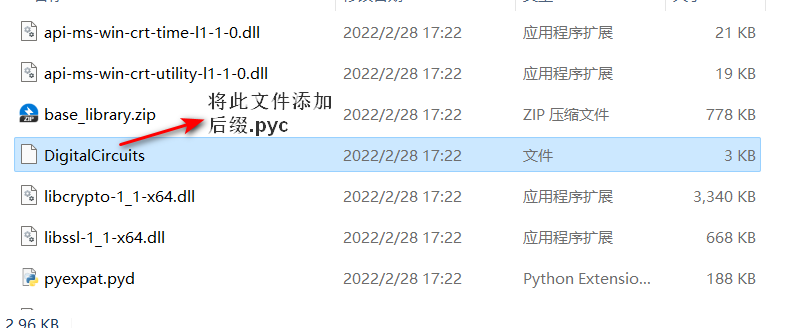 api-ms-win-crt-time-l1-1-0.dll 2022/2/28 17:22 应用程序扩展 21 KB
api-ms-win-crt-utility-l1-1-0.dll 2022/2/28 17:22 应用程序扩展 19 KB
将此文件添加
后缀.pyc
base_library.zip 2022/2/28 17:22 ZIP 压缩文件 778 KB
DigitalCircuits 2022/2/28 17:22 文件 3 KB
libcrypto-1_1-x64.dll 2022/2/28 17:22 应用程序扩展 3,340 KB
libssl-1_1-x64.dll 2022/2/28 17:22 应用程序扩展 668 KB
pyexpat.pyd 2022/2/28 17:22 Python Extensio... 188 KB
2.96 KB